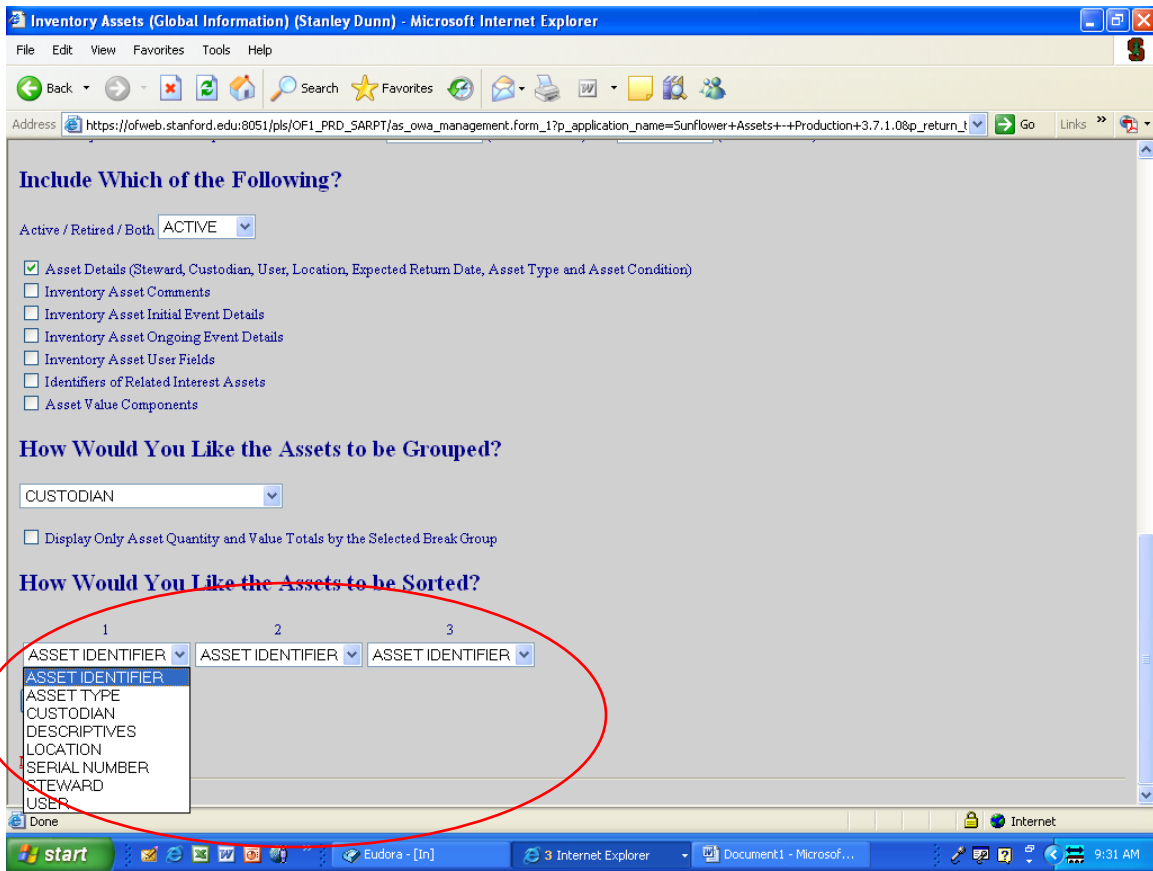 Inventory Assets (Global Information) (Stanley Dunn) - Microsoft Internet Explorer
File Edit View Favorites Tools Help
Back Search Favorites
Address https://ofweb.stanford.edu:8051/pls/OF1_PRD_SARPT/as_owa_management.form_1?p_application_name=Sunflower+Assets+-+Production+3.7.1.0&p_return_t Go Links »
Include Which of the Following?
Active / Retired / Both ACTIVE
Asset Details (Steward, Custodian, User, Location, Expected Return Date, Asset Type and Asset Condition)
Inventory Asset Comments
Inventory Asset Initial Event Details
Inventory Asset Ongoing Event Details
Inventory Asset User Fields
Identifiers of Related Interest Assets
Asset Value Components
How Would You Like the Assets to be Grouped?
CUSTODIAN
Display Only Asset Quantity and Value Totals by the Selected Break Group
How Would You Like the Assets to be Sorted?
1 2 3
ASSET IDENTIFIER ASSET IDENTIFIER ASSET IDENTIFIER
ASSET IDENTIFIER
ASSET TYPE
CUSTODIAN
DESCRIPTIVES
LOCATION
SERIAL NUMBER
STEWARD
USER
Done Internet
start Eudora - [In] 3 Internet Explorer Document1 - Microsof... 9:31 AM